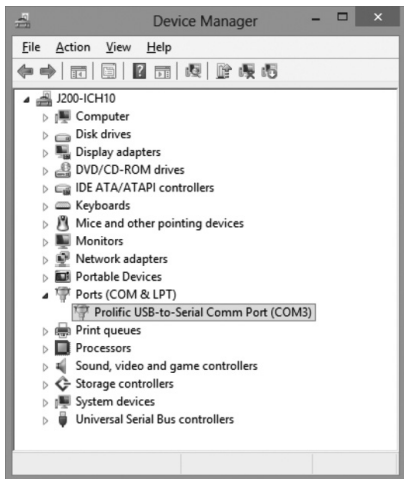 Device Manager
File Action View Help
J200-ICH10
Computer
Disk drives
Display adapters
DVD/CD-ROM drives
IDE ATA/ATAPI controllers
Keyboards
Mice and other pointing devices
Monitors
Network adapters
Portable Devices
Ports (COM & LPT)
Prolific USB-to-Serial Comm Port (COM3)
Print queues
Processors
Sound, video and game controllers
Storage controllers
System devices
Universal Serial Bus controllers